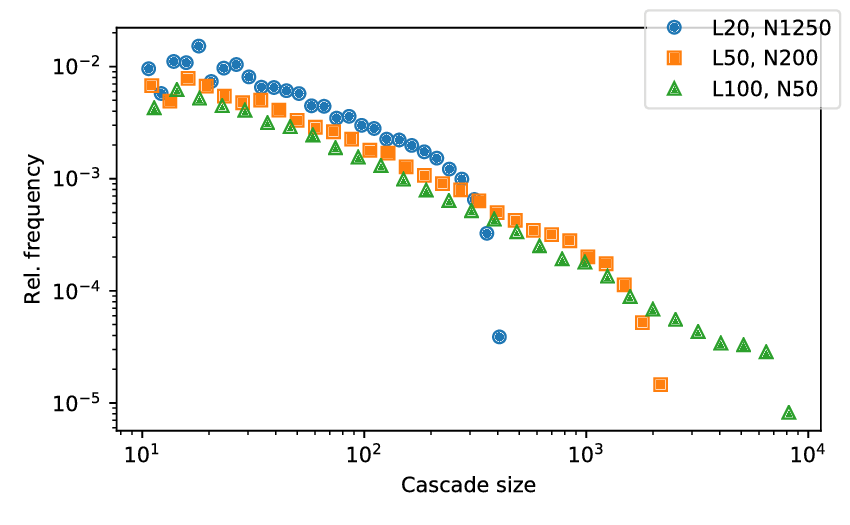 L20, N1250
L50, N200
L100, N50
Rel. frequency
10⁻²
10⁻³
10⁻⁴
10⁻⁵
10¹ 10² 10³ 10⁴
Cascade size